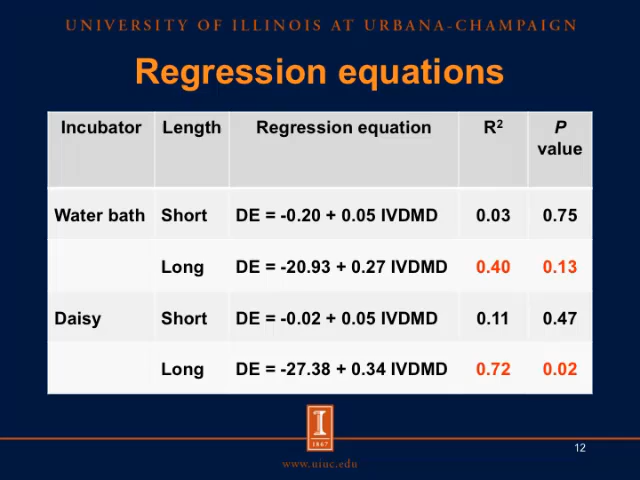 UNIVERSITY OF ILLINOIS AT URBANA-CHAMPAIGN
Regression equations
Incubator Length Regression equation R² P value
Water bath Short DE = -0.20 + 0.05 IVDMD 0.03 0.75
Long DE = -20.93 + 0.27 IVDMD 0.40 0.13
Daisy Short DE = -0.02 + 0.05 IVDMD 0.11 0.47
Long DE = -27.38 + 0.34 IVDMD 0.72 0.02
I
1867
12
www.uiuc.edu